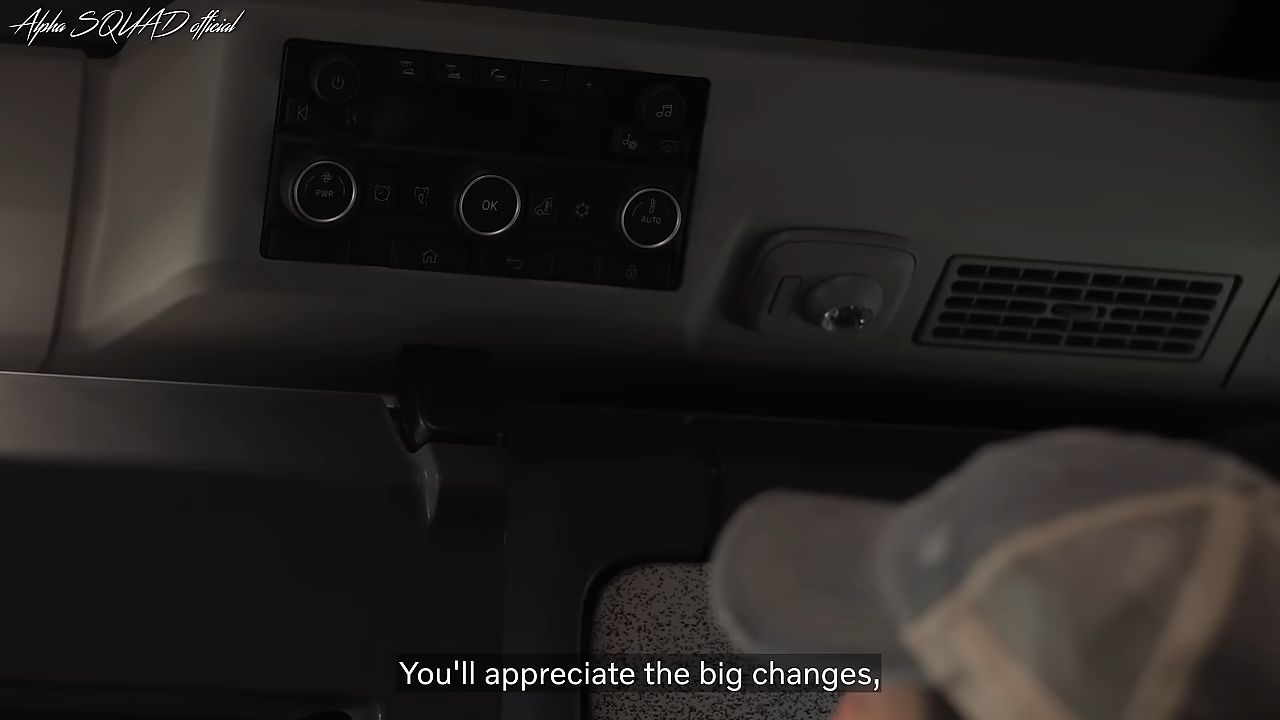 Alpha SQUAD official
PWR
OK
AUTO
You'll appreciate the big changes,